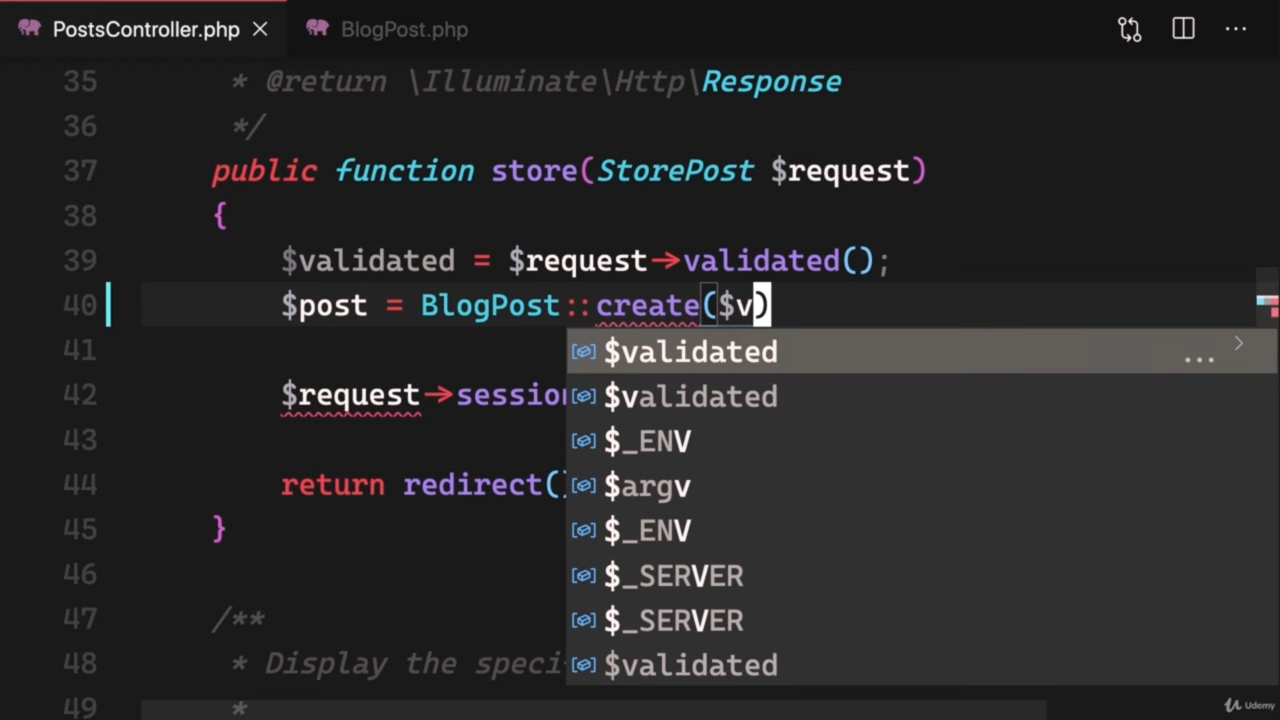 PostsController.php BlogPost.php
35 * @return \Illuminate\Http\Response
36 */
37 public function store(StorePost $request)
38 {
39 $validated = $request->validated();
40 $post = BlogPost::create($v)
$validated ...
41
42 $request->session
$validated
43
$_ENV
44 return redirect()
$argv
45 }
$_ENV
46
$_SERVER
47 /**
$_SERVER
48 * Display the speci
$validated
49 *
Udemy